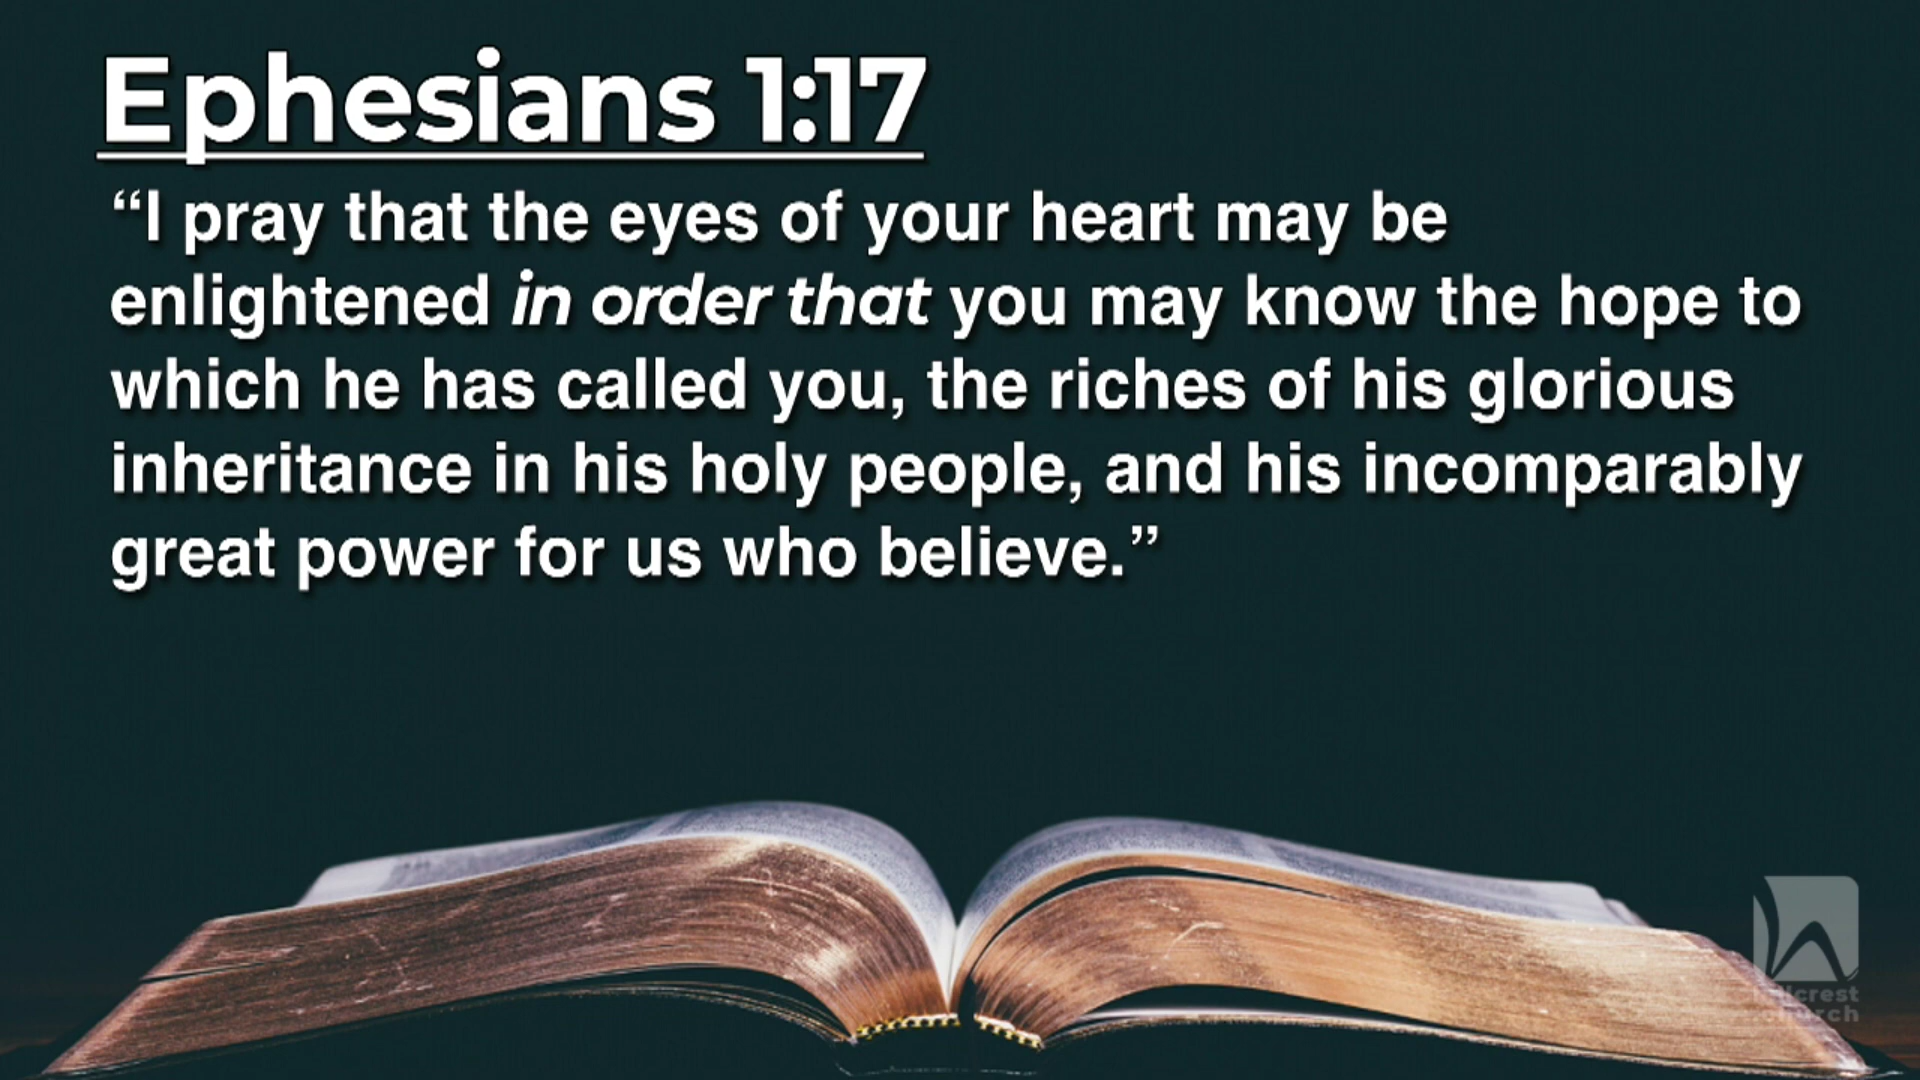 Ephesians 1:17
“I pray that the eyes of your heart may be
enlightened in order that you may know the hope to
which he has called you, the riches of his glorious
inheritance in his holy people, and his incomparably
great power for us who believe.”
hillcrest
church